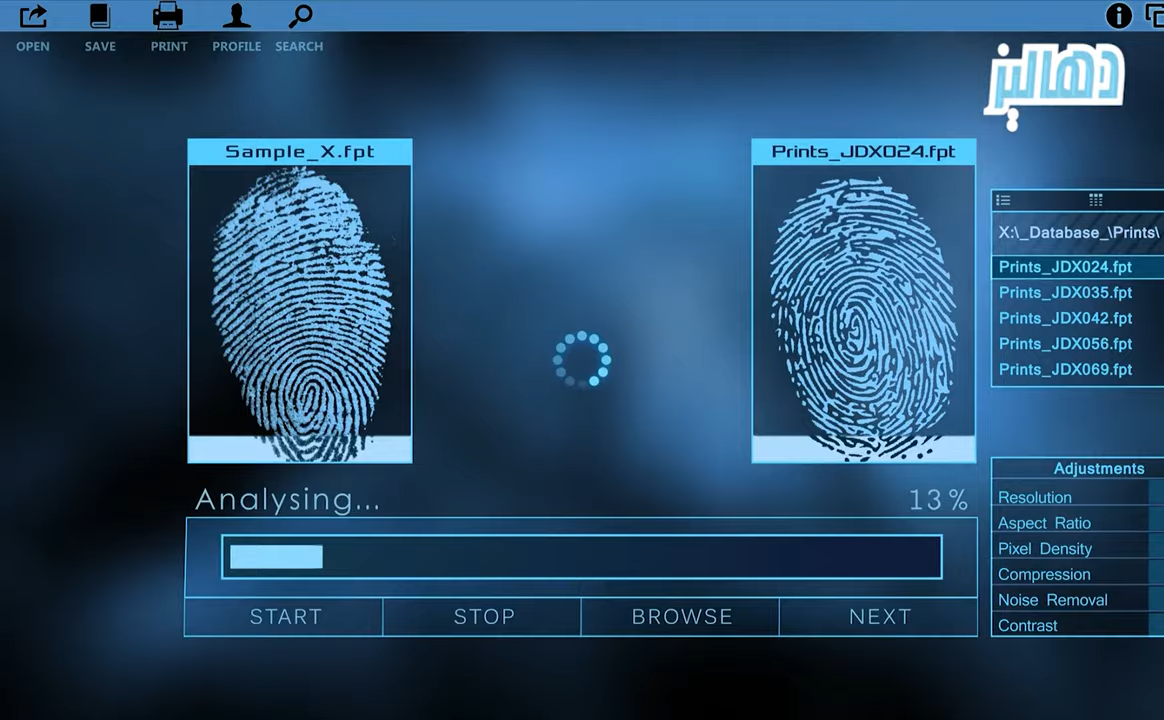 OPEN SAVE PRINT PROFILE SEARCH
دهالیز
Sample_X.fpt
Prints_JDX024.fpt
X:\_Database_\Prints\
Prints_JDX024.fpt
Prints_JDX035.fpt
Prints_JDX042.fpt
Prints_JDX056.fpt
Prints_JDX069.fpt
Analysing...
13%
START STOP BROWSE NEXT
Adjustments
Resolution
Aspect Ratio
Pixel Density
Compression
Noise Removal
Contrast